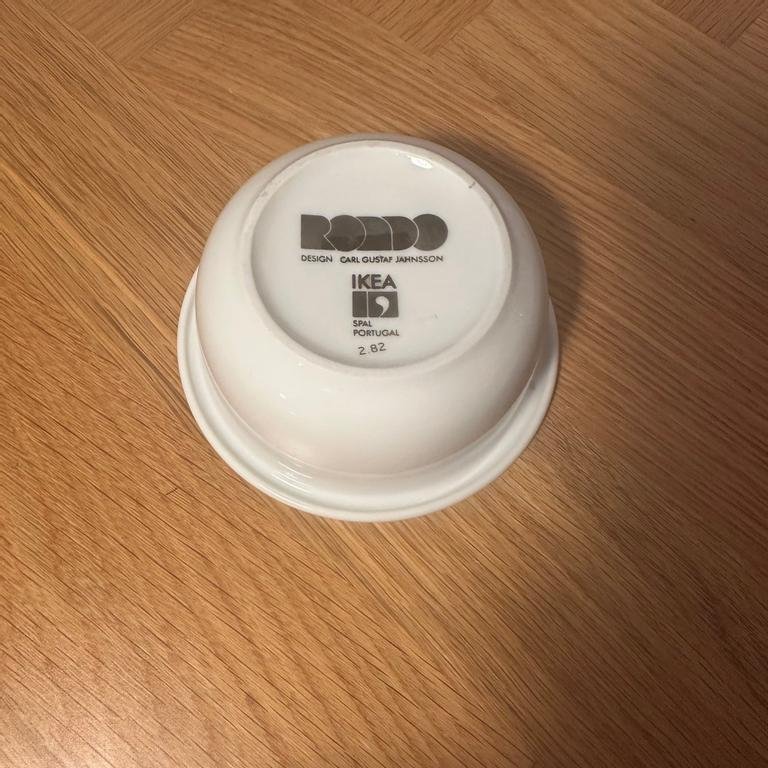 RONDO
DESIGN CARL GUSTAF JAHNSSON
IKEA
SPAL
PORTUGAL
2.82